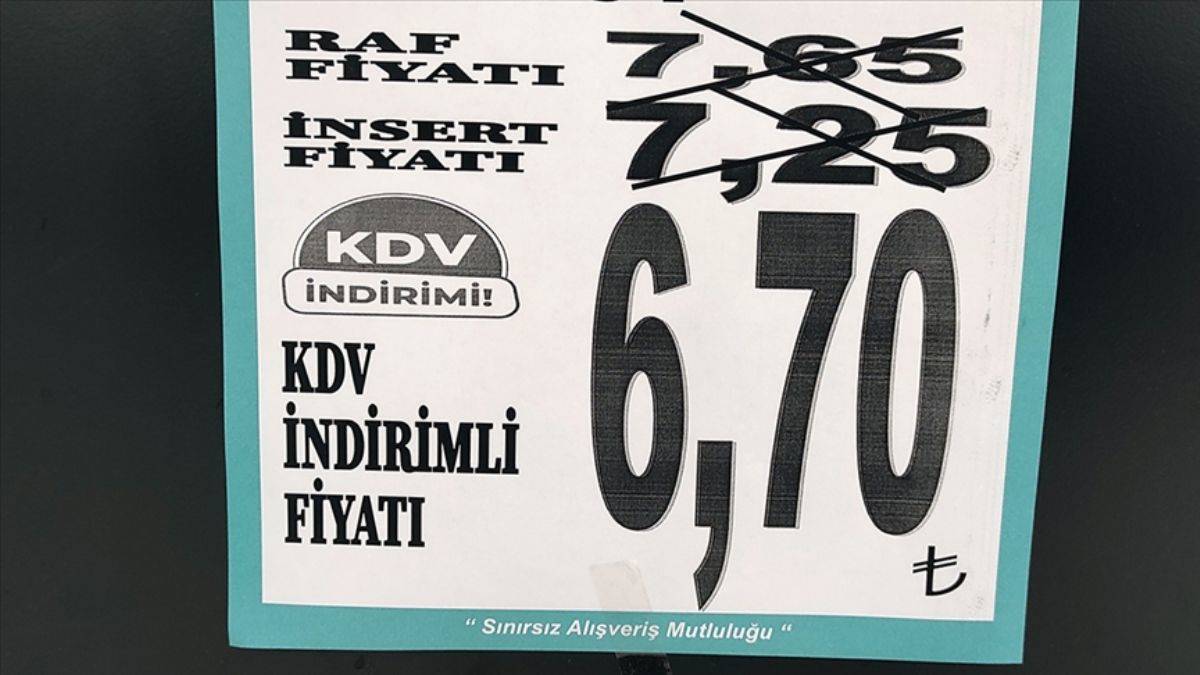 RAF
FİYATI
7,65
İNSERT
FİYATI
7,25
KDV
İNDİRİMİ!
KDV
İNDİRİMLİ
FİYATI
6,70
₺
“ Sınırsız Alışveriş Mutluluğu “